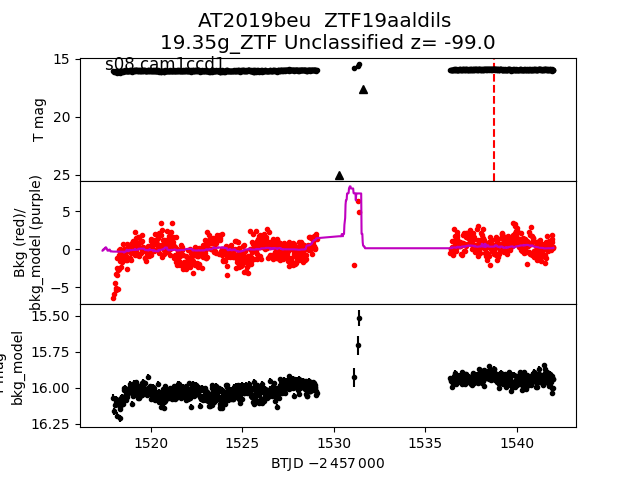 AT2019beu  ZTF19aaldils
19.35g_ZTF Unclassified z= -99.0
s08 cam1ccd1
15
20
25
T mag
5
0
−5
Bkg (red)/
bkg_model (purple)
15.50
15.75
16.00
16.25
mag
bkg_model
1520
1525
1530
1535
1540
BTJD −2 457 000